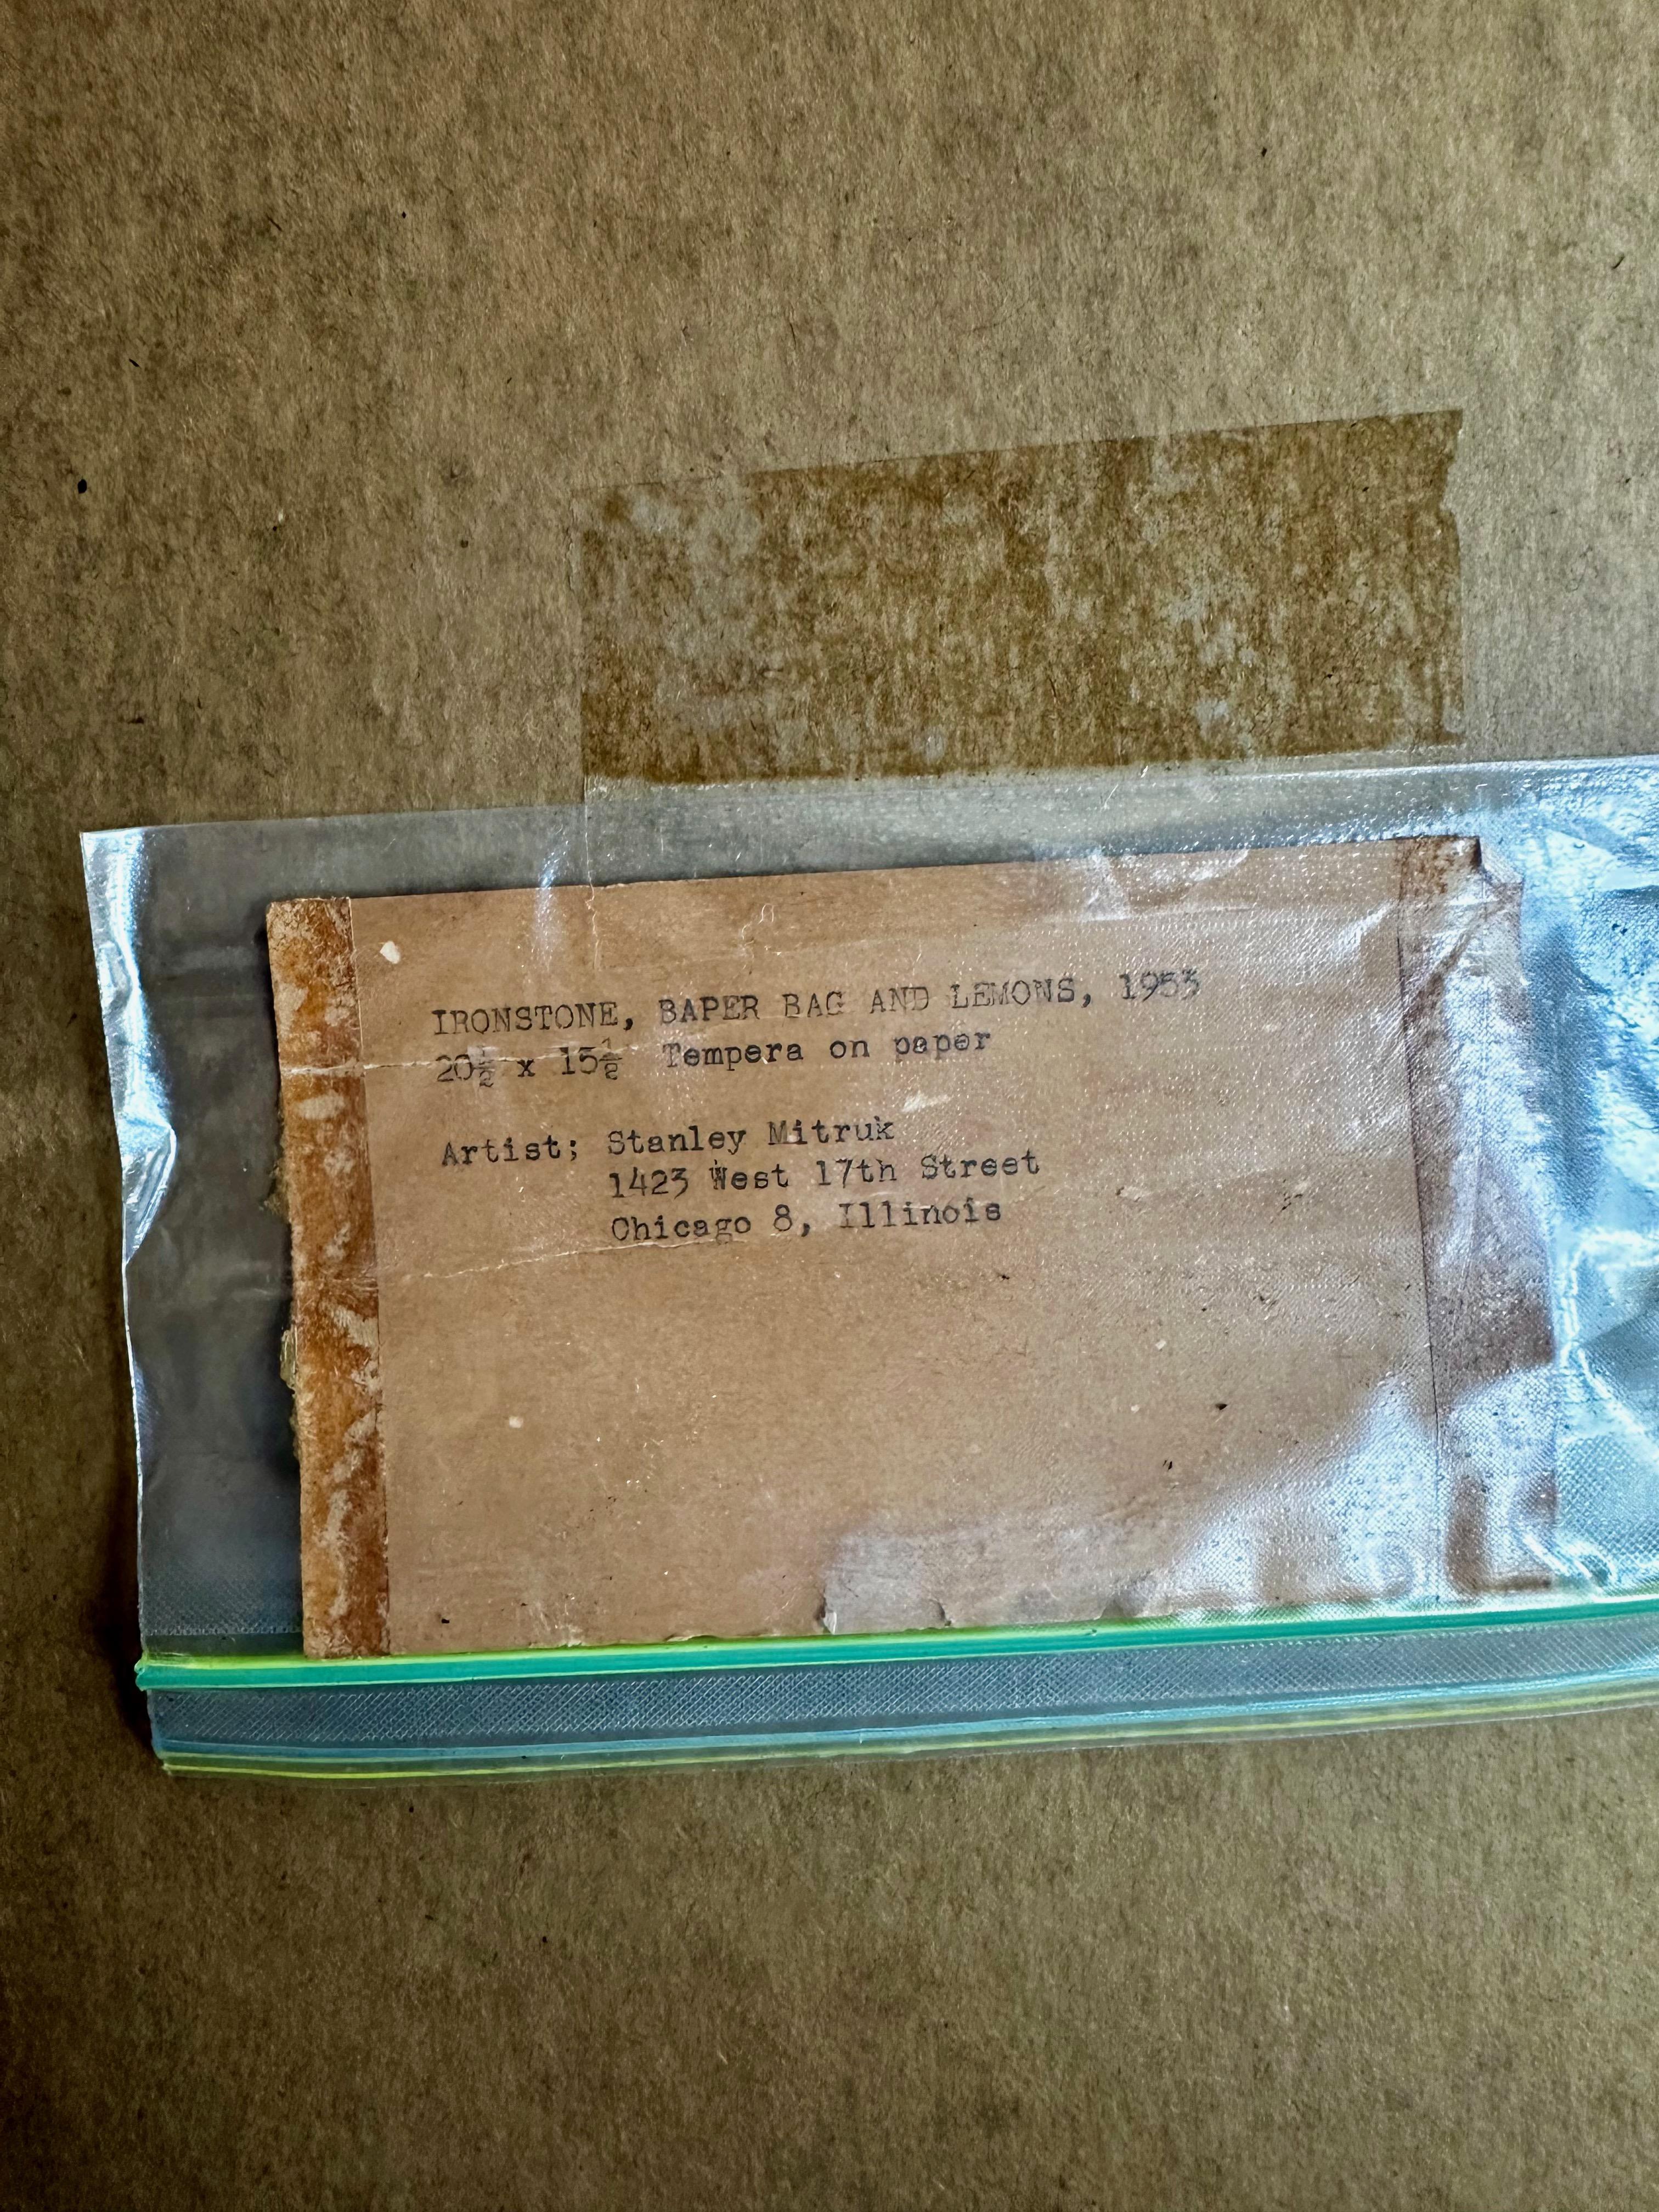 IRONSTONE, BAPER BAG AND LEMONS, 1953
20½ x 15½ Tempera on paper
Artist; Stanley Mitruk
1423 West 17th Street
Chicago 8, Illinois